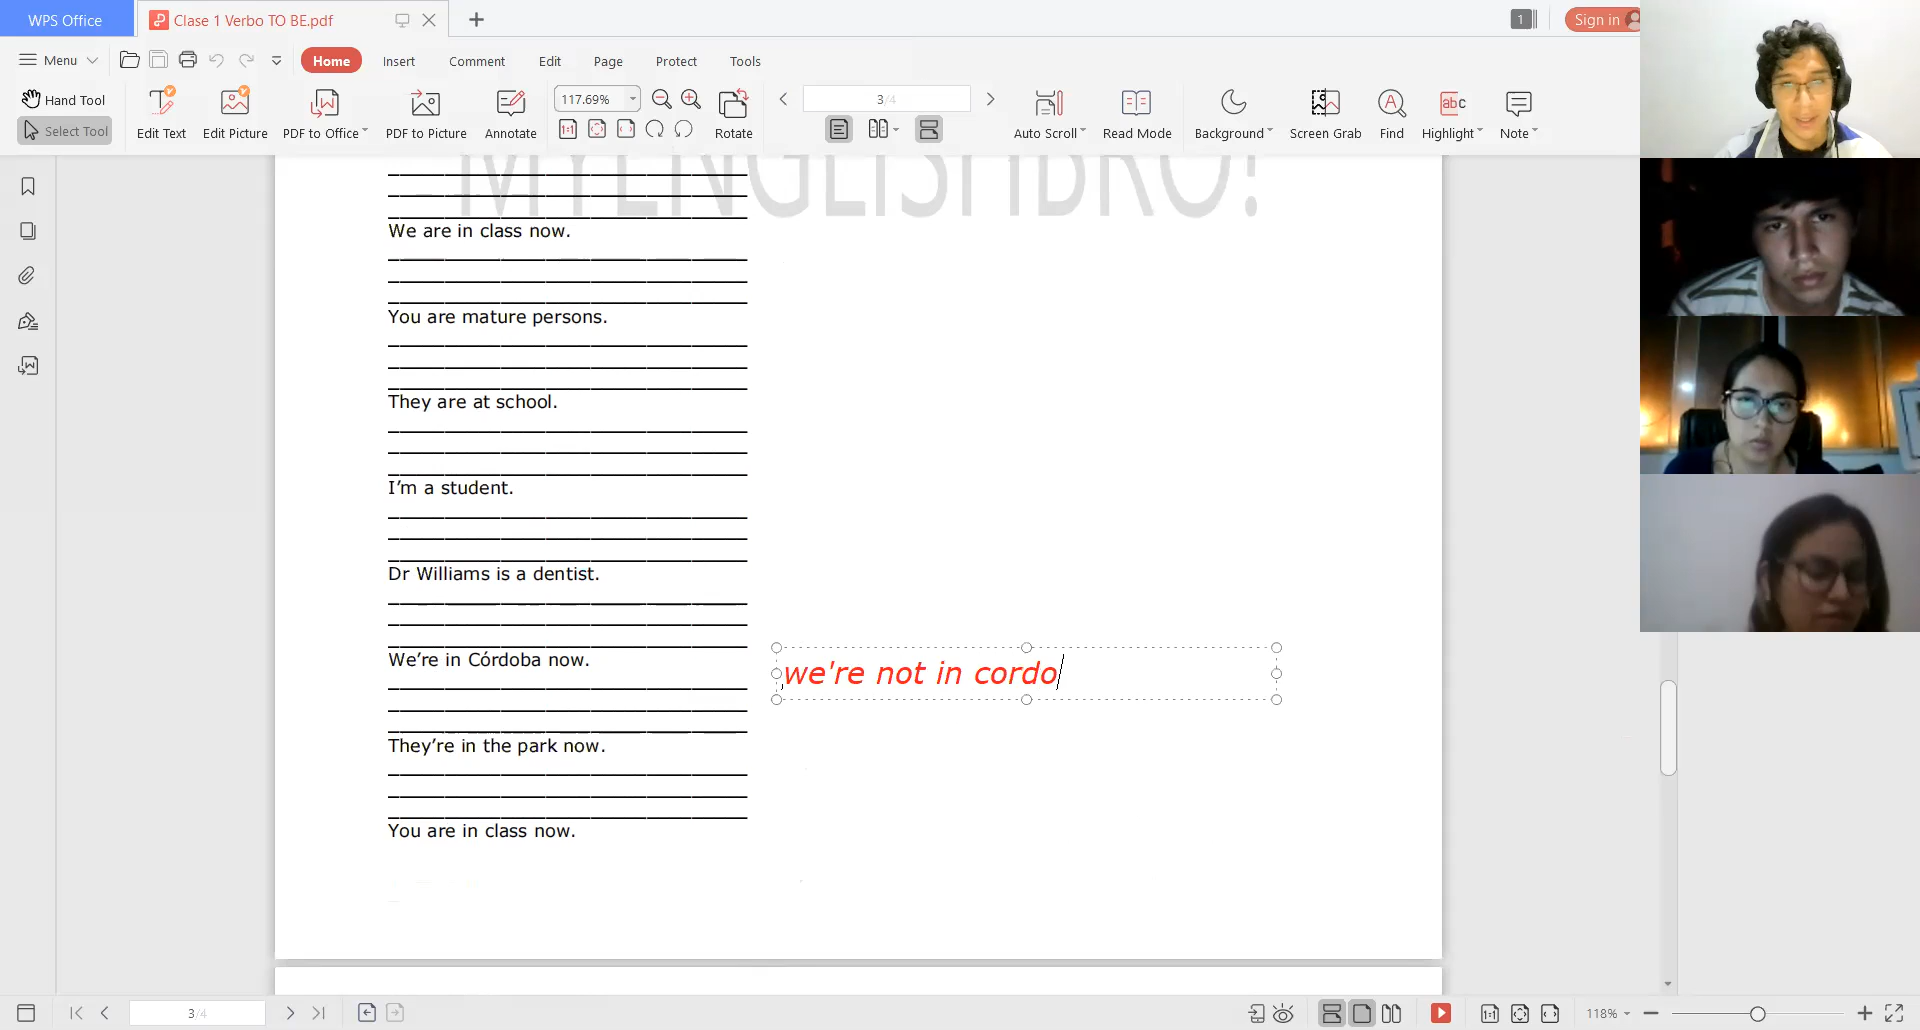 WPS Office
Clase 1 Verbo TO BE.pdf
1
Sign in
Menu
Home
Insert
Comment
Edit
Page
Protect
Tools
Hand Tool
Select Tool
Edit Text
Edit Picture
PDF to Office
PDF to Picture
Annotate
117.69%
Rotate
3/4
Auto Scroll
Read Mode
Background
Screen Grab
Find
Highlight
Note
MYENGLISHBRO!
We are in class now.
You are mature persons.
They are at school.
I'm a student.
Dr Williams is a dentist.
We're in Córdoba now.
we're not in cordo
They're in the park now.
You are in class now.
3/4
118%